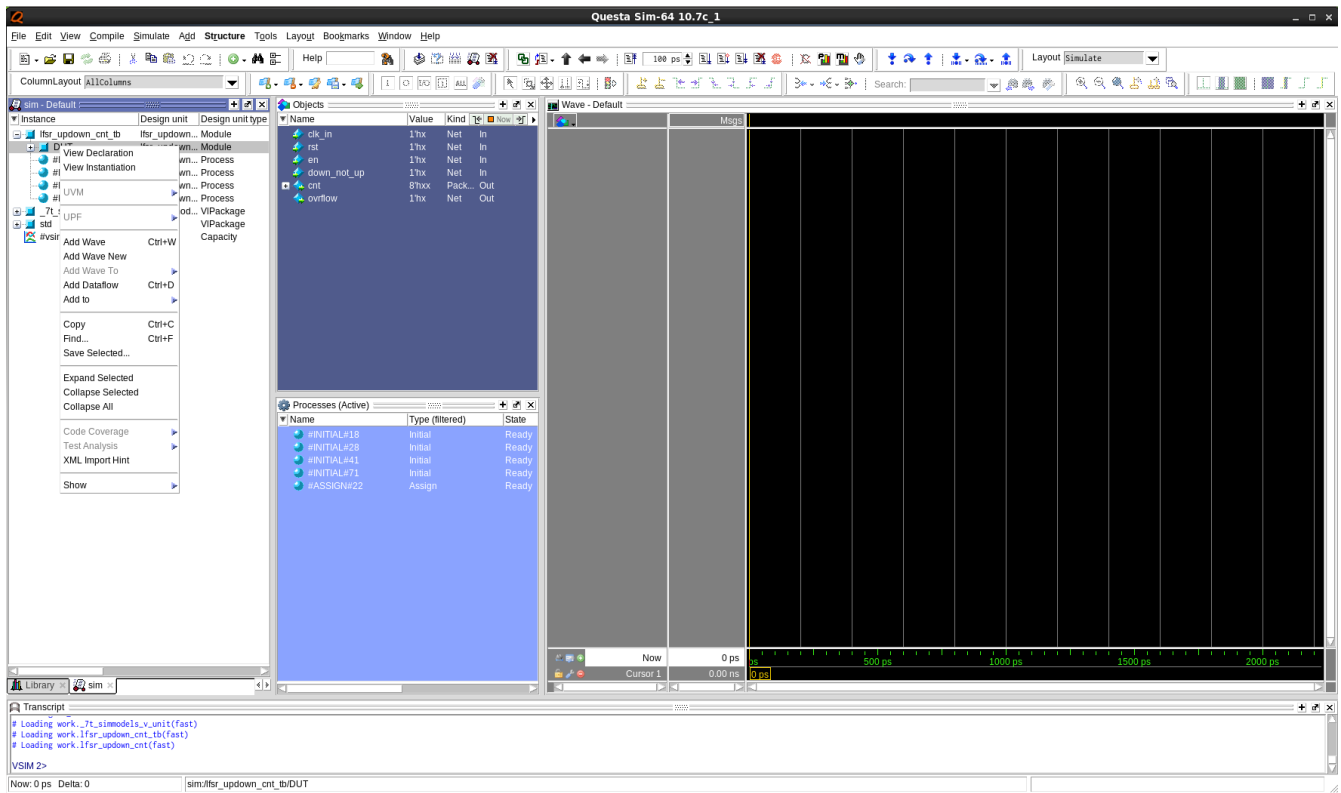 Questa Sim-64 10.7c_1
File Edit View Compile Simulate Add Structure Tools Layout Bookmarks Window Help
Help 100 ps Layout Simulate
ColumnLayout AllColumns Search:
sim - Default
Instance Design unit Design unit type
lfsr_updown_cnt_tb lfsr_updown... Module
wn... Module
wn... Process
wn... Process
wn... Process
wn... Process
_7t_ od... VIPackage
std VIPackage
#vsim Capacity
View Declaration
View Instantiation
UVM
UPF
Add Wave Ctrl+W
Add Wave New
Add Wave To
Add Dataflow Ctrl+D
Add to
Copy Ctrl+C
Find... Ctrl+F
Save Selected...
Expand Selected
Collapse Selected
Collapse All
Code Coverage
Test Analysis
XML Import Hint
Show
Library sim
Objects
Name Value Kind Now
clk_in 1'hx Net In
rst 1'hx Net In
en 1'hx Net In
down_not_up 1'hx Net In
cnt 8'hxx Pack... Out
ovrflow 1'hx Net Out
Processes (Active)
Name Type (filtered) State
#INITIAL#18 Initial Ready
#INITIAL#28 Initial Ready
#INITIAL#41 Initial Ready
#INITIAL#71 Initial Ready
#ASSIGN#22 Assign Ready
Wave - Default
Msgs
Now 0 ps ps 500 ps 1000 ps 1500 ps 2000 ps
Cursor 1 0.00 ns 0 ps
Transcript
# Loading work._7t_simmodels_v_unit(fast)
# Loading work.lfsr_updown_cnt_tb(fast)
# Loading work.lfsr_updown_cnt(fast)
VSIM 2>
Now: 0 ps Delta: 0 sim:/lfsr_updown_cnt_tb/DUT